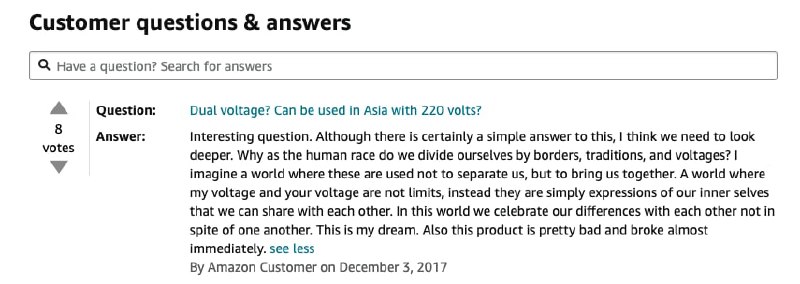 Customer questions & answers
Have a question? Search for answers
8
votes
Question: Dual voltage? Can be used in Asia with 220 volts?
Answer: Interesting question. Although there is certainly a simple answer to this, I think we need to look
deeper. Why as the human race do we divide ourselves by borders, traditions, and voltages? I
imagine a world where these are used not to separate us, but to bring us together. A world where
my voltage and your voltage are not limits, instead they are simply expressions of our inner selves
that we can share with each other. In this world we celebrate our differences with each other not in
spite of one another. This is my dream. Also this product is pretty bad and broke almost
immediately. see less
By Amazon Customer on December 3, 2017